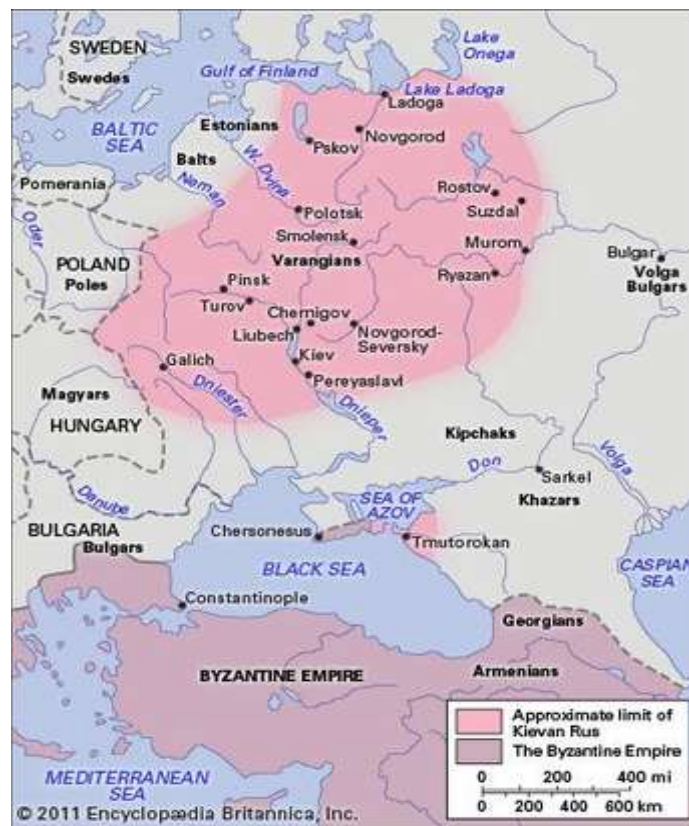 SWEDEN
Swedes
Lake
Onega
Gulf of Finland
Lake Ladoga
Ladoga
BALTIC
SEA
Estonians
Novgorod
Pskov
Balts
W. Dvina
Neman
Pomerania
Rostov
Suzdal
Oder
Polotsk
Smolensk
Murom
Bulgar
Varangians
Volga
Bulgars
POLAND
Poles
Ryazan
Pinsk
Turov
Chernigov
Liubech
Novgorod-
Seversky
Galich
Kiev
Dniester
Pereyaslavl
Dnieper
Magyars
HUNGARY
Kipchaks
Don
Volga
Sarkel
Danube
SEA OF
AZOV
Khazars
BULGARIA
Bulgars
Chersonesus
Tmutorokan
BLACK SEA
CASPIAN
SEA
Constantinople
Georgians
BYZANTINE EMPIRE
Armenians
Approximate limit of
Kievan Rus
The Byzantine Empire
0 200 400 mi
0 200 400 600 km
MEDITERRANEAN
SEA
© 2011 Encyclopædia Britannica, Inc.